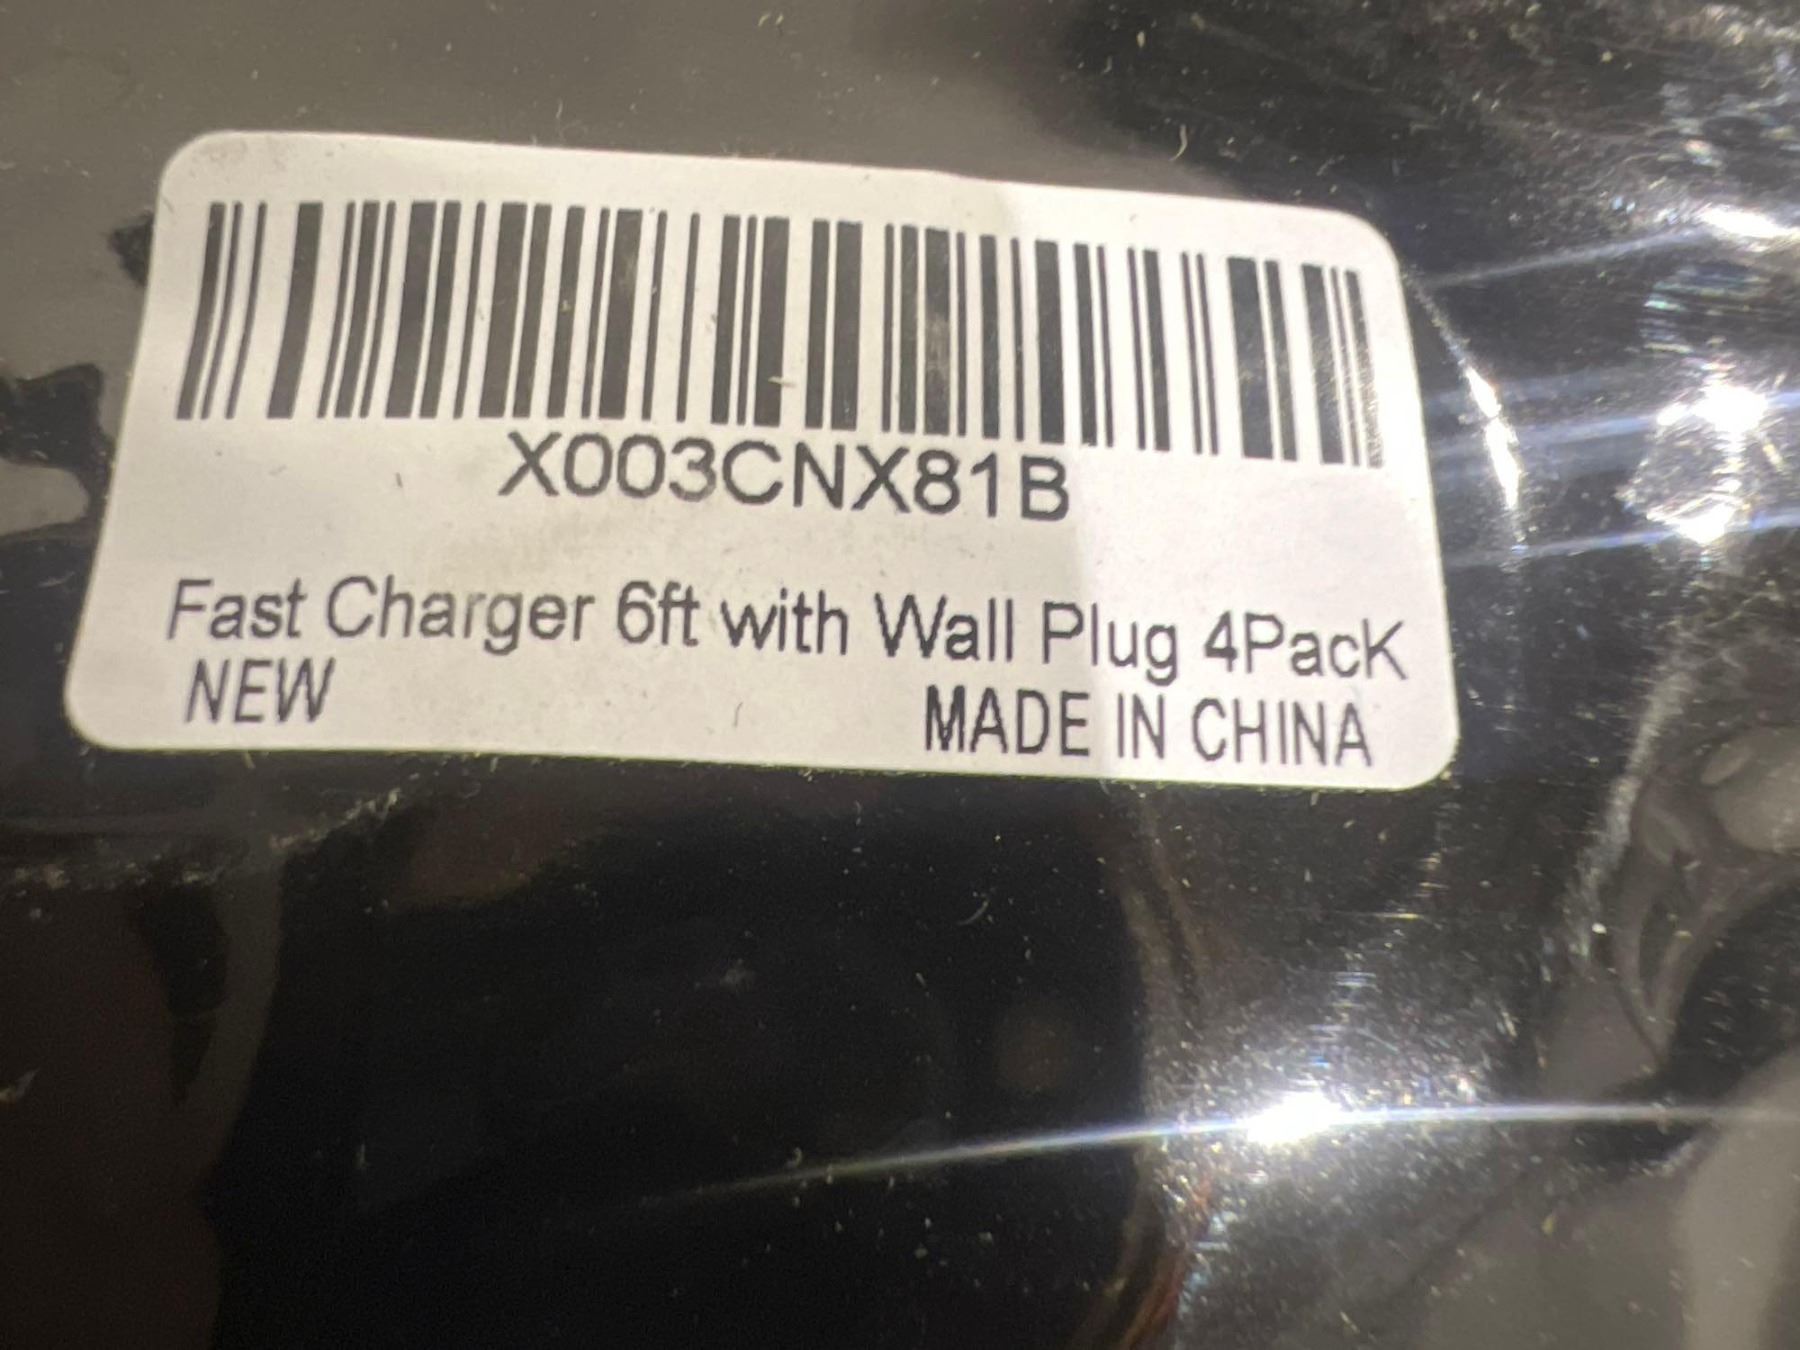 X003CNX81B
Fast Charger 6ft with Wall Plug 4PacK
NEW MADE IN CHINA